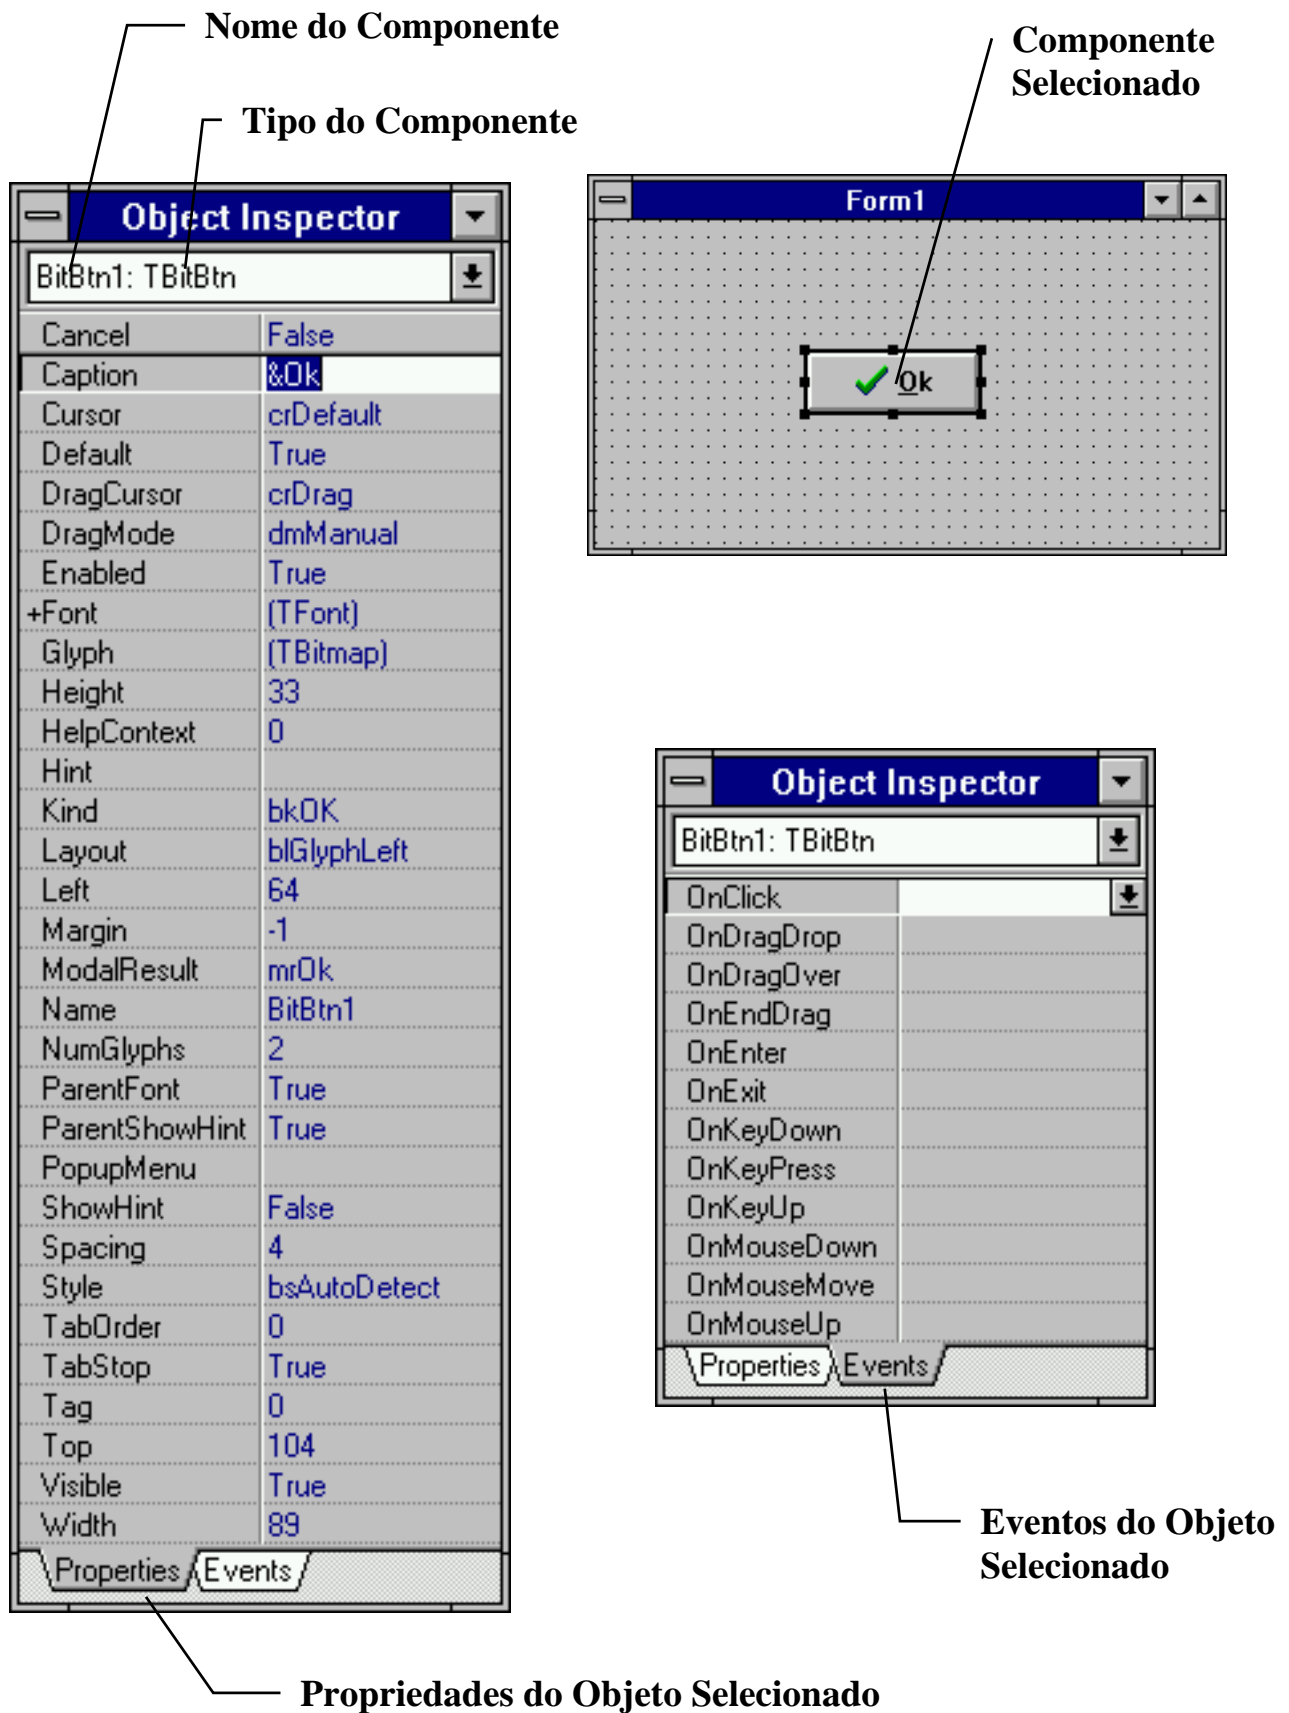 Nome do Componente
Componente
Selecionado
Tipo do Componente
Object Inspector
BitBtn1: TBitBtn
Cancel False
Caption &Ok
Cursor crDefault
Default True
DragCursor crDrag
DragMode dmManual
Enabled True
+Font (TFont)
Glyph (TBitmap)
Height 33
HelpContext 0
Hint
Kind bkOK
Layout blGlyphLeft
Left 64
Margin -1
ModalResult mrOk
Name BitBtn1
NumGlyphs 2
ParentFont True
ParentShowHint True
PopupMenu
ShowHint False
Spacing 4
Style bsAutoDetect
TabOrder 0
TabStop True
Tag 0
Top 104
Visible True
Width 89
Properties Events
Form1
Ok
Object Inspector
BitBtn1: TBitBtn
OnClick
OnDragDrop
OnDragOver
OnEndDrag
OnEnter
OnExit
OnKeyDown
OnKeyPress
OnKeyUp
OnMouseDown
OnMouseMove
OnMouseUp
Properties Events
Eventos do Objeto
Selecionado
Propriedades do Objeto Selecionado